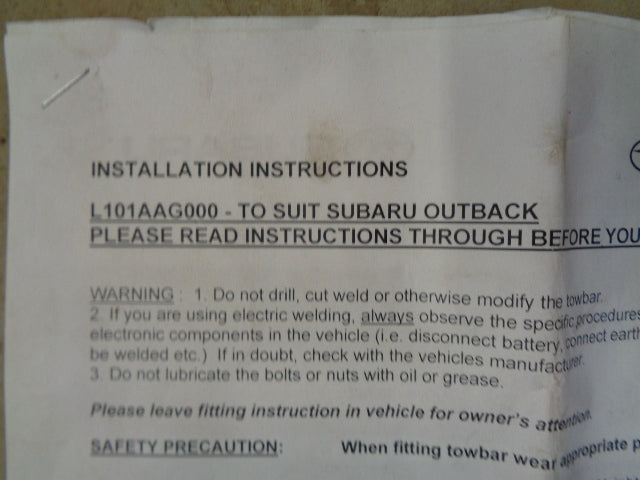 INSTALLATION INSTRUCTIONS
L101AAG000 - TO SUIT SUBARU OUTBACK
PLEASE READ INSTRUCTIONS THROUGH BEFORE YOU
WARNING : 1. Do not drill, cut weld or otherwise modify the towbar.
2. If you are using electric welding, always observe the specific procedures
electronic components in the vehicle (i.e. disconnect battery, connect earth
be welded etc.) If in doubt, check with the vehicles manufacturer.
3. Do not lubricate the bolts or nuts with oil or grease.
Please leave fitting instruction in vehicle for owner's attention.
SAFETY PRECAUTION: When fitting towbar wear appropriate p